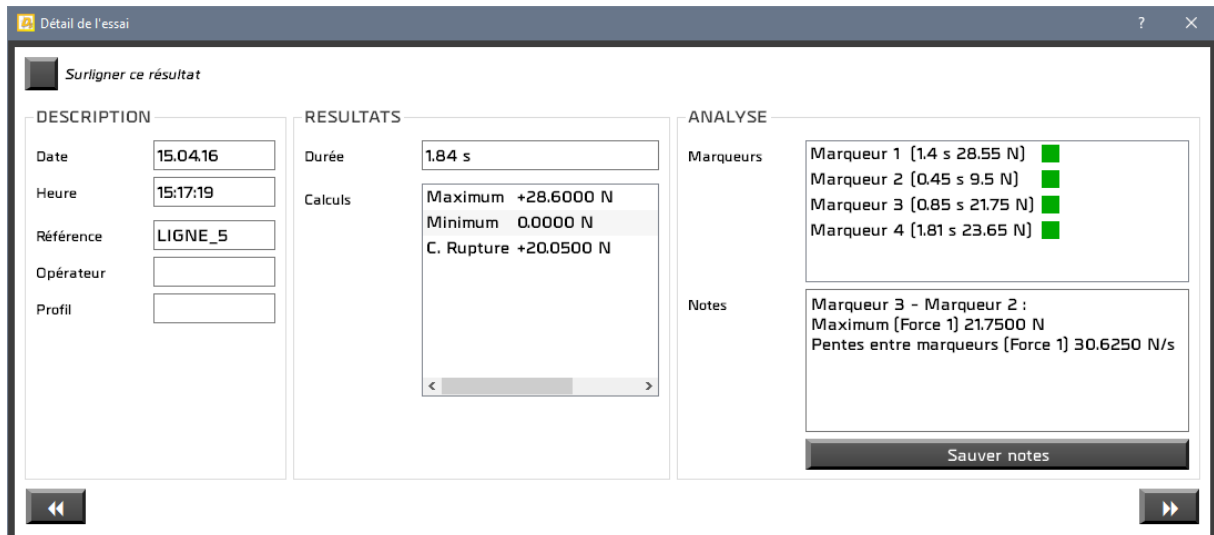 Détail de l'essai
Surligner ce résultat
DESCRIPTION
Date 15.04.16
Heure 15:17:19
Référence LIGNE_5
Opérateur
Profil
RESULTATS
Durée 1.84 s
Calculs
Maximum +28.6000 N
Minimum 0.0000 N
C. Rupture +20.0500 N
ANALYSE
Marqueurs
Marqueur 1 (1.4 s 28.55 N)
Marqueur 2 (0.45 s 9.5 N)
Marqueur 3 (0.85 s 21.75 N)
Marqueur 4 (1.81 s 23.65 N)
Notes
Marqueur 3 - Marqueur 2 :
Maximum (Force 1) 21.7500 N
Pentes entre marqueurs (Force 1) 30.6250 N/s
Sauver notes